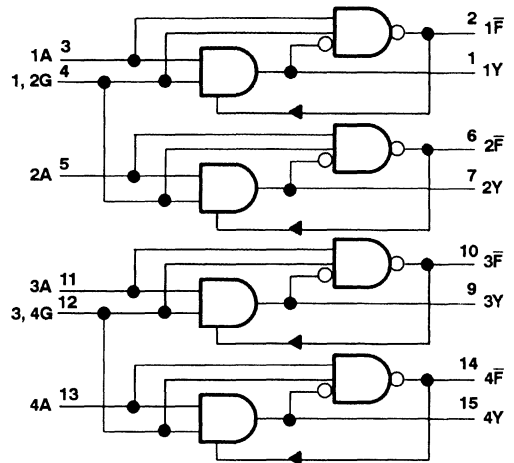 2 1F̅
1A 3
1, 2G 4
1 1Y
6 2F̅
2A 5
7 2Y
10 3F̅
3A 11
3, 4G 12
9 3Y
14 4F̅
4A 13
15 4Y